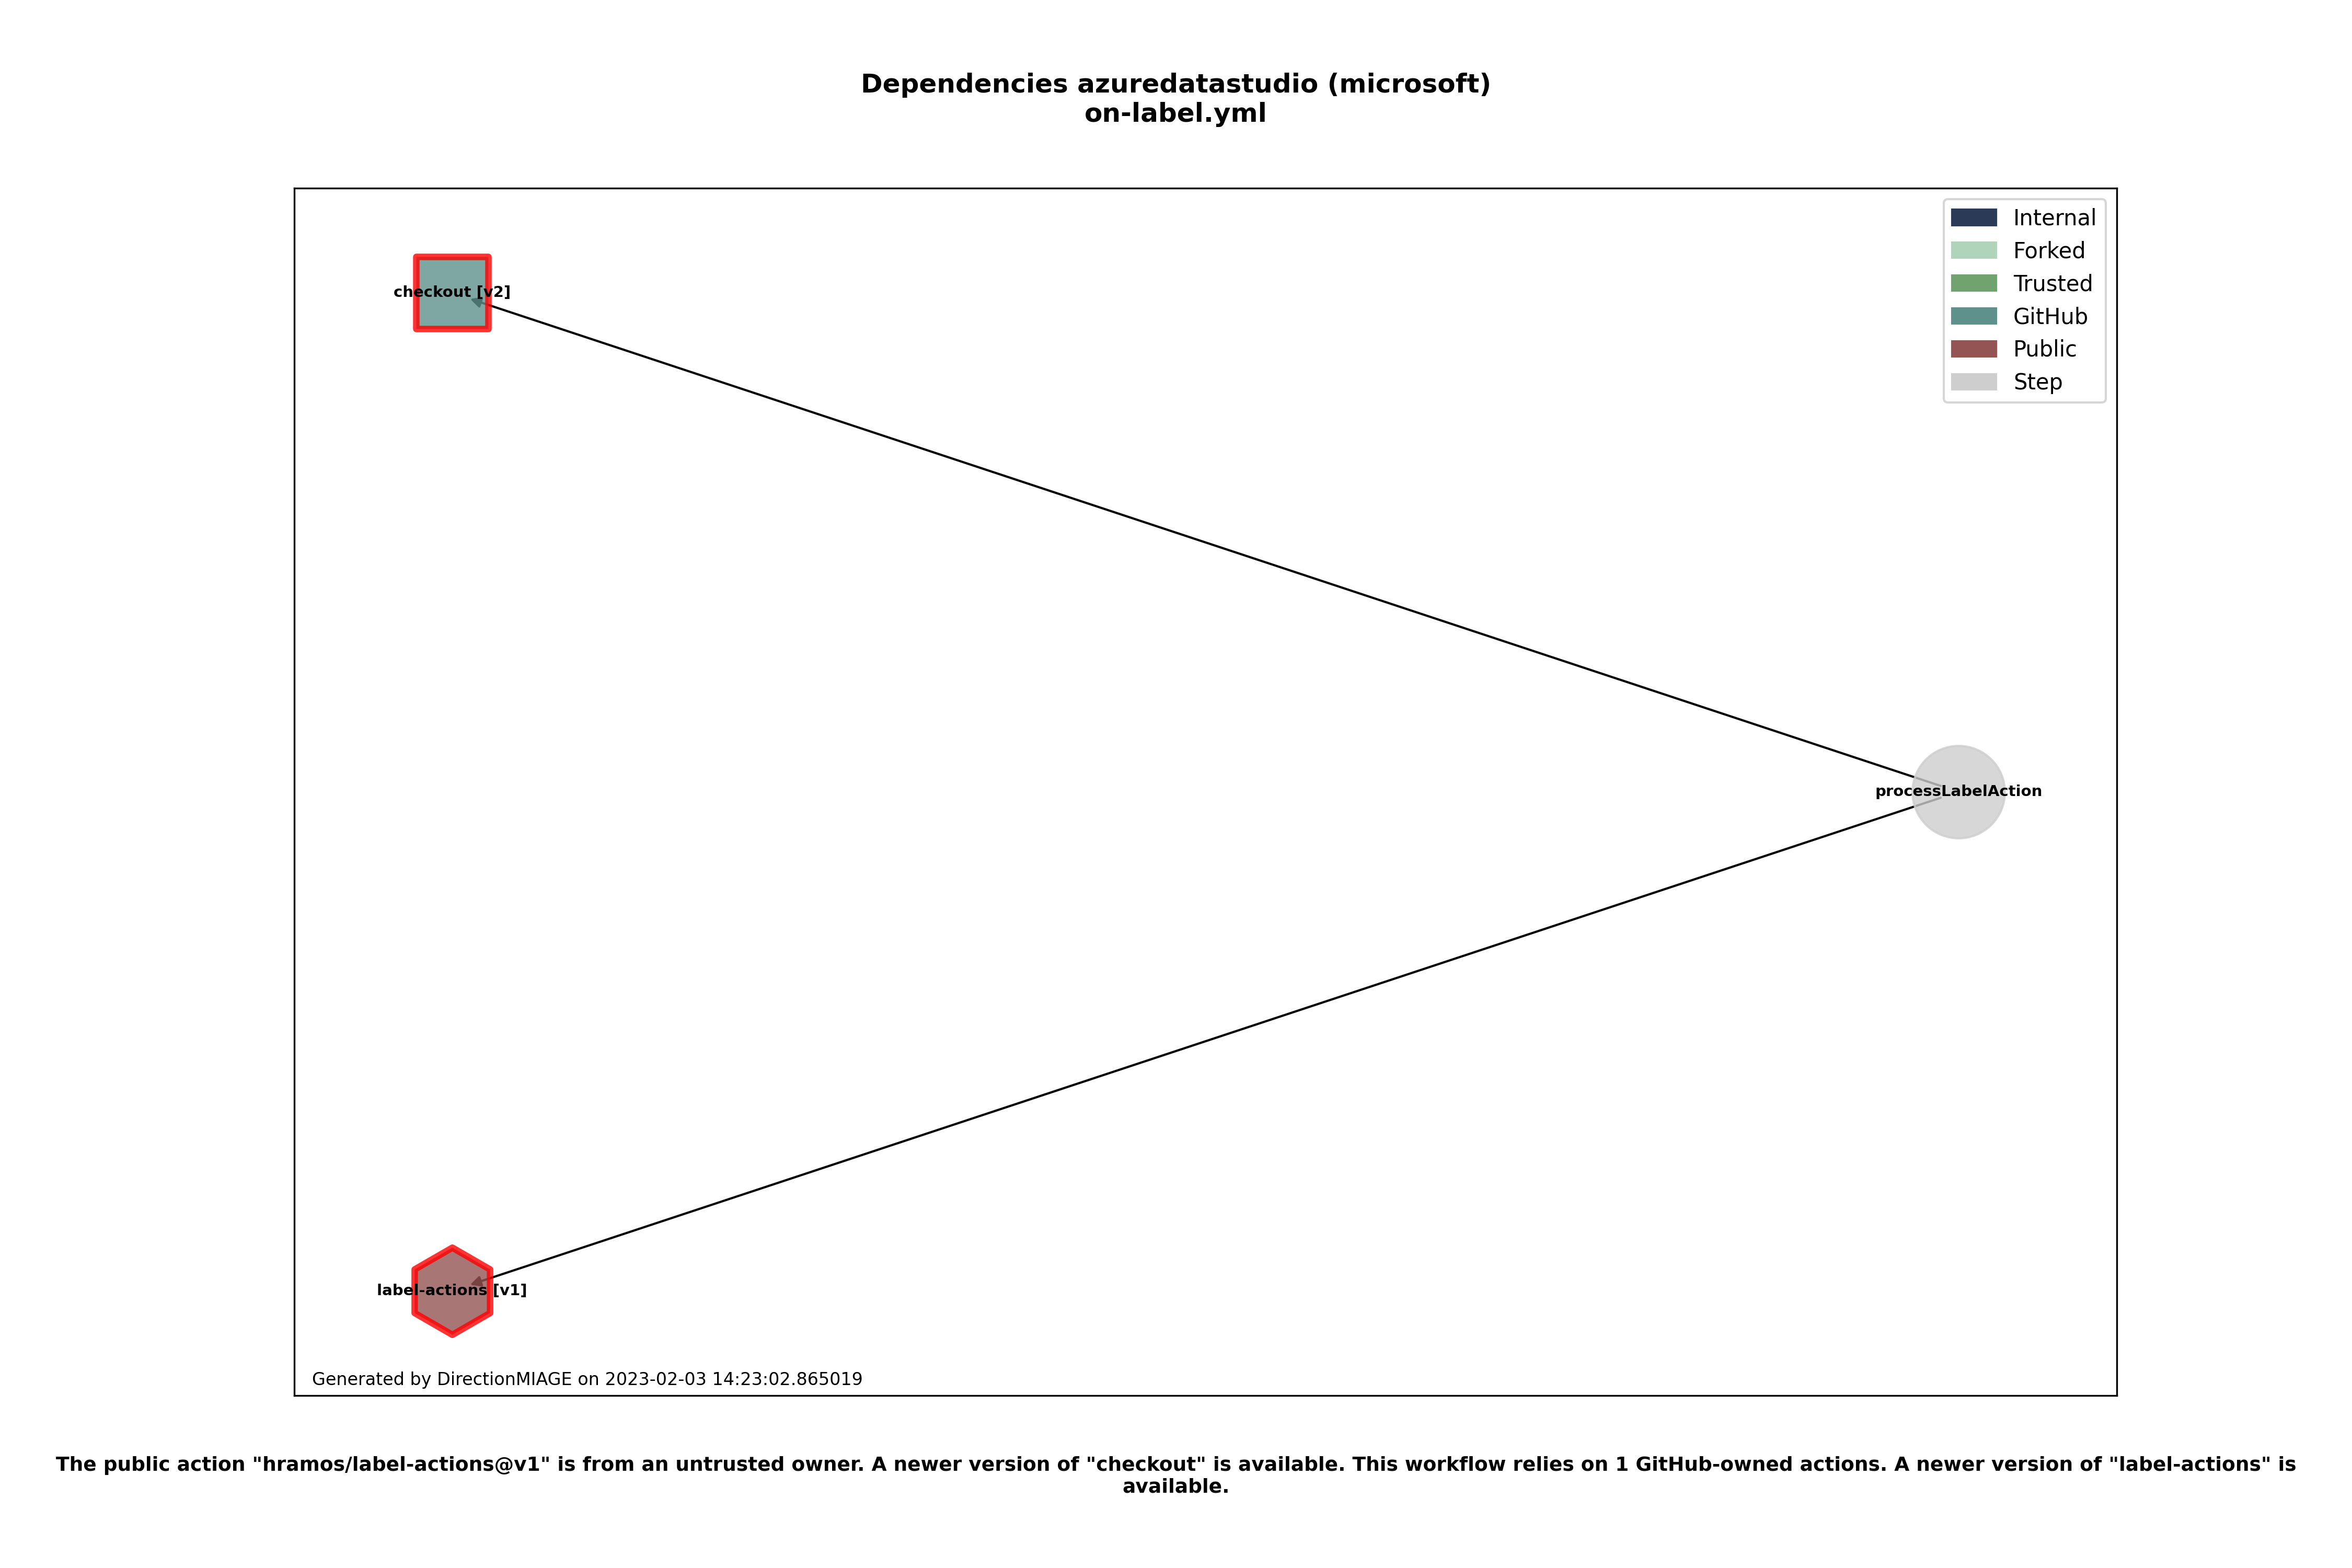 Dependencies azuredatastudio (microsoft)
on-label.yml
Internal
Forked
Trusted
GitHub
Public
Step
checkout [v2]
processLabelAction
label-actions [v1]
Generated by DirectionMIAGE on 2023-02-03 14:23:02.865019
The public action "hramos/label-actions@v1" is from an untrusted owner. A newer version of "checkout" is available. This workflow relies on 1 GitHub-owned actions. A newer version of "label-actions" is
available.